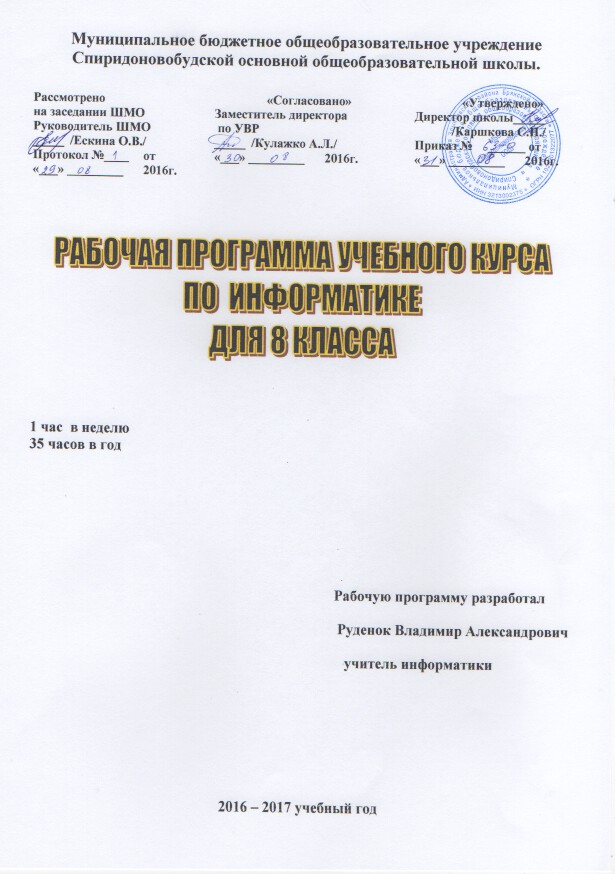 Муниципальное бюджетное общеобразовательное учреждение
Спиридоновобудской основной общеобразовательной школы.
Рассмотрено
на заседании ШМО
Руководитель ШМО
/Ескина О.В./
Протокол № 1 от
«29» 08 2016г.
«Согласовано»
Заместитель директора
по УВР
/Кулажко А.Л./
«30» 08 2016г.
«Утверждено»
Директор школы
/Каршкова С.Н./
Приказ № от
«31» 08 2016г.
РАБОЧАЯ ПРОГРАММА УЧЕБНОГО КУРСА
ПО ИНФОРМАТИКЕ
ДЛЯ 8 КЛАССА
1 час в неделю
35 часов в год
Рабочую программу разработал
Руденок Владимир Александрович
учитель информатики
2016 – 2017 учебный год